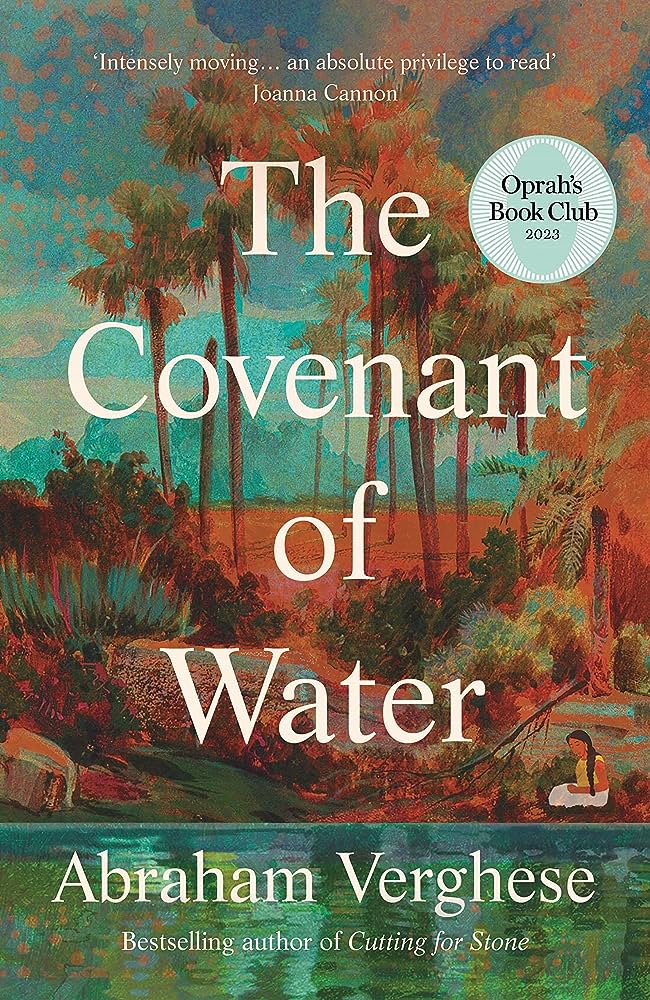 ‘Intensely moving… an absolute privilege to read’
Joanna Cannon
The
Oprah’s
Book Club
2023
Covenant
of
Water
Abraham Verghese
Bestselling author of Cutting for Stone